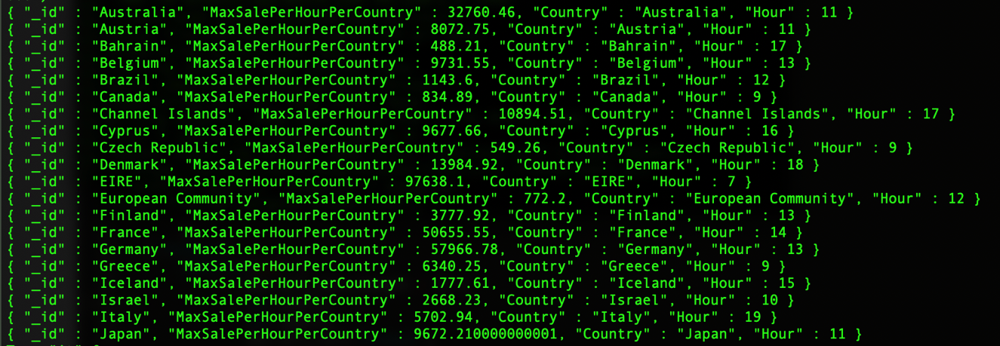 { "_id" : "Australia", "MaxSalePerHourPerCountry" : 32760.46, "Country" : "Australia", "Hour" : 11 }
{ "_id" : "Austria", "MaxSalePerHourPerCountry" : 8072.75, "Country" : "Austria", "Hour" : 11 }
{ "_id" : "Bahrain", "MaxSalePerHourPerCountry" : 488.21, "Country" : "Bahrain", "Hour" : 17 }
{ "_id" : "Belgium", "MaxSalePerHourPerCountry" : 9731.55, "Country" : "Belgium", "Hour" : 13 }
{ "_id" : "Brazil", "MaxSalePerHourPerCountry" : 1143.6, "Country" : "Brazil", "Hour" : 12 }
{ "_id" : "Canada", "MaxSalePerHourPerCountry" : 834.89, "Country" : "Canada", "Hour" : 9 }
{ "_id" : "Channel Islands", "MaxSalePerHourPerCountry" : 10894.51, "Country" : "Channel Islands", "Hour" : 17 }
{ "_id" : "Cyprus", "MaxSalePerHourPerCountry" : 9677.66, "Country" : "Cyprus", "Hour" : 16 }
{ "_id" : "Czech Republic", "MaxSalePerHourPerCountry" : 549.26, "Country" : "Czech Republic", "Hour" : 9 }
{ "_id" : "Denmark", "MaxSalePerHourPerCountry" : 13984.92, "Country" : "Denmark", "Hour" : 18 }
{ "_id" : "EIRE", "MaxSalePerHourPerCountry" : 97638.1, "Country" : "EIRE", "Hour" : 7 }
{ "_id" : "European Community", "MaxSalePerHourPerCountry" : 772.2, "Country" : "European Community", "Hour" : 12 }
{ "_id" : "Finland", "MaxSalePerHourPerCountry" : 3777.92, "Country" : "Finland", "Hour" : 13 }
{ "_id" : "France", "MaxSalePerHourPerCountry" : 50655.55, "Country" : "France", "Hour" : 14 }
{ "_id" : "Germany", "MaxSalePerHourPerCountry" : 57966.78, "Country" : "Germany", "Hour" : 13 }
{ "_id" : "Greece", "MaxSalePerHourPerCountry" : 6340.25, "Country" : "Greece", "Hour" : 9 }
{ "_id" : "Iceland", "MaxSalePerHourPerCountry" : 1777.61, "Country" : "Iceland", "Hour" : 15 }
{ "_id" : "Israel", "MaxSalePerHourPerCountry" : 2668.23, "Country" : "Israel", "Hour" : 10 }
{ "_id" : "Italy", "MaxSalePerHourPerCountry" : 5702.94, "Country" : "Italy", "Hour" : 19 }
{ "_id" : "Japan", "MaxSalePerHourPerCountry" : 9672.210000000001, "Country" : "Japan", "Hour" : 11 }